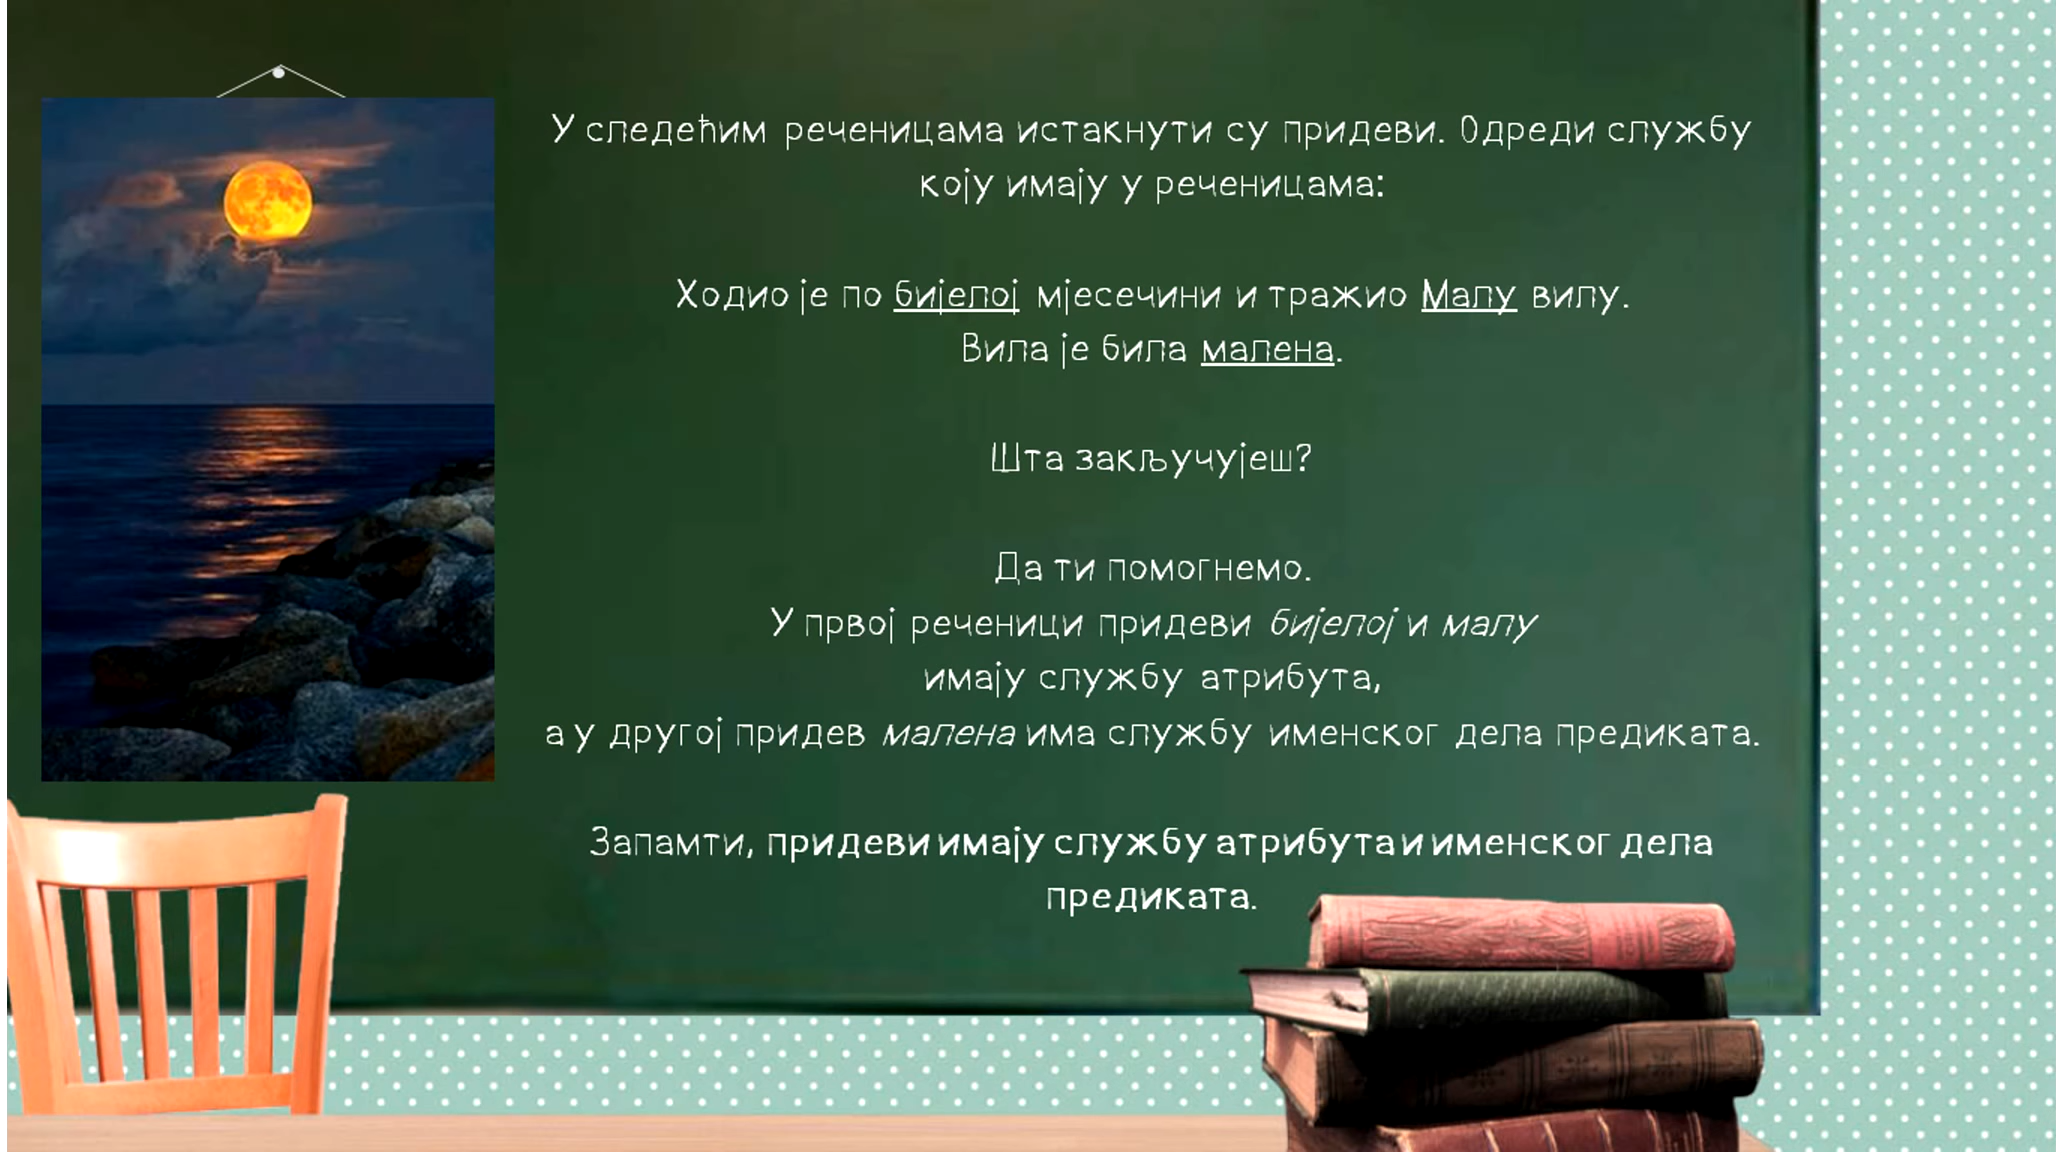 У следећим реченицама истакнути су придеви. Одреди службу
коју имају у реченицама:
Ходио је по бијелој мјесечини и тражио Малу вилу.
Вила је била малена.
Шта закључујеш?
Да ти помогнемо.
У првој реченици придеви бијелој и малу
имају службу атрибута,
а у другој придев малена има службу именског дела предиката.
Запамти, придеви имају службу атрибута и именског дела
предиката.